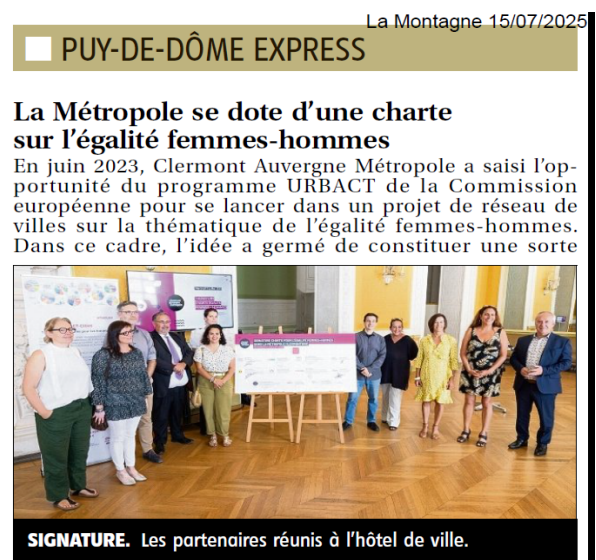 La Montagne 15/07/2025
PUY-DE-DÔME EXPRESS
La Métropole se dote d'une charte
sur l'égalité femmes-hommes
En juin 2023, Clermont Auvergne Métropole a saisi l'op-
portunité du programme URBACT de la Commission
européenne pour se lancer dans un projet de réseau de
villes sur la thématique de l'égalité femmes-hommes.
Dans ce cadre, l'idée a germé de constituer une sorte
SIGNATURE. Les partenaires réunis à l'hôtel de ville.